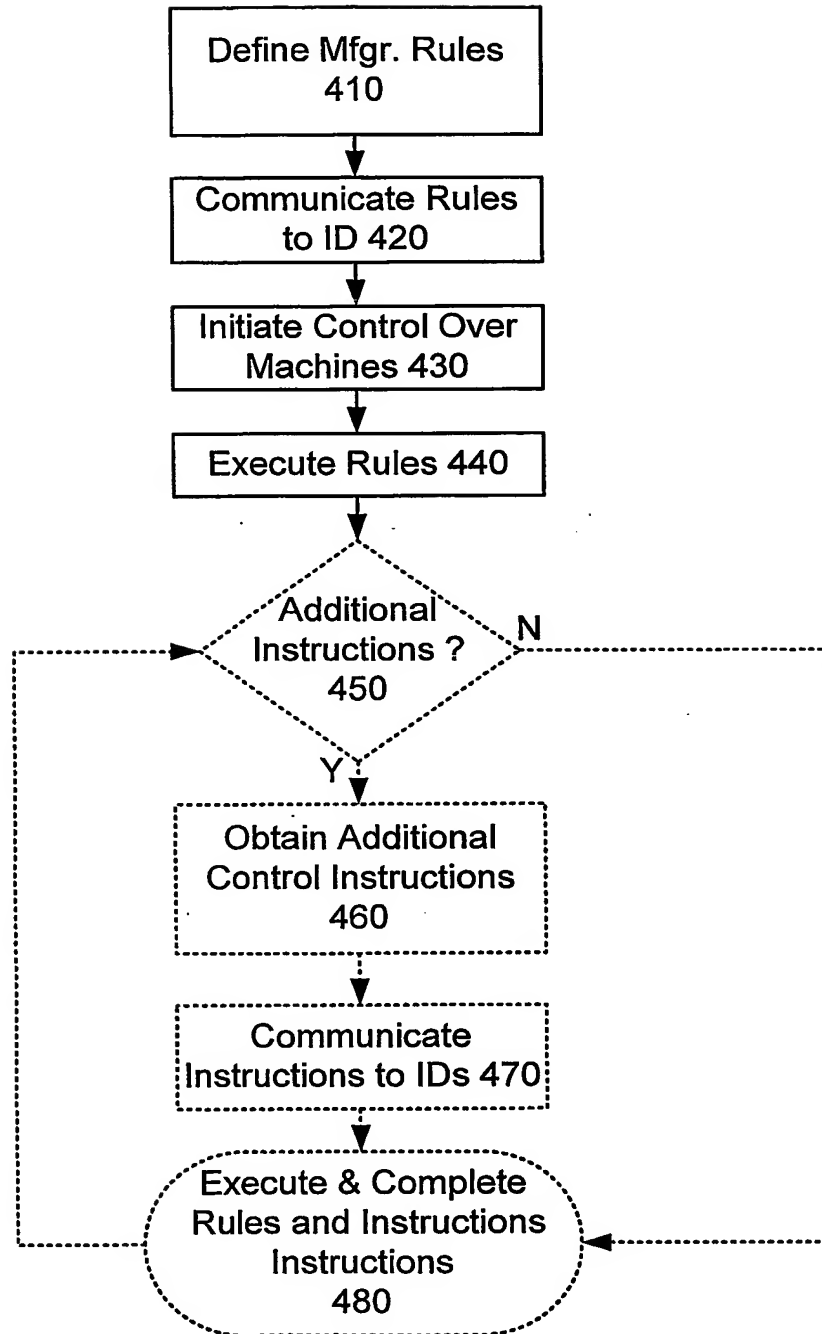 Define Mfgr. Rules
410
Communicate Rules
to ID 420
Initiate Control Over
Machines 430
Execute Rules 440
Additional
Instructions ?
450
N
Y
Obtain Additional
Control Instructions
460
Communicate
Instructions to IDs 470
Execute & Complete
Rules and Instructions
Instructions
480